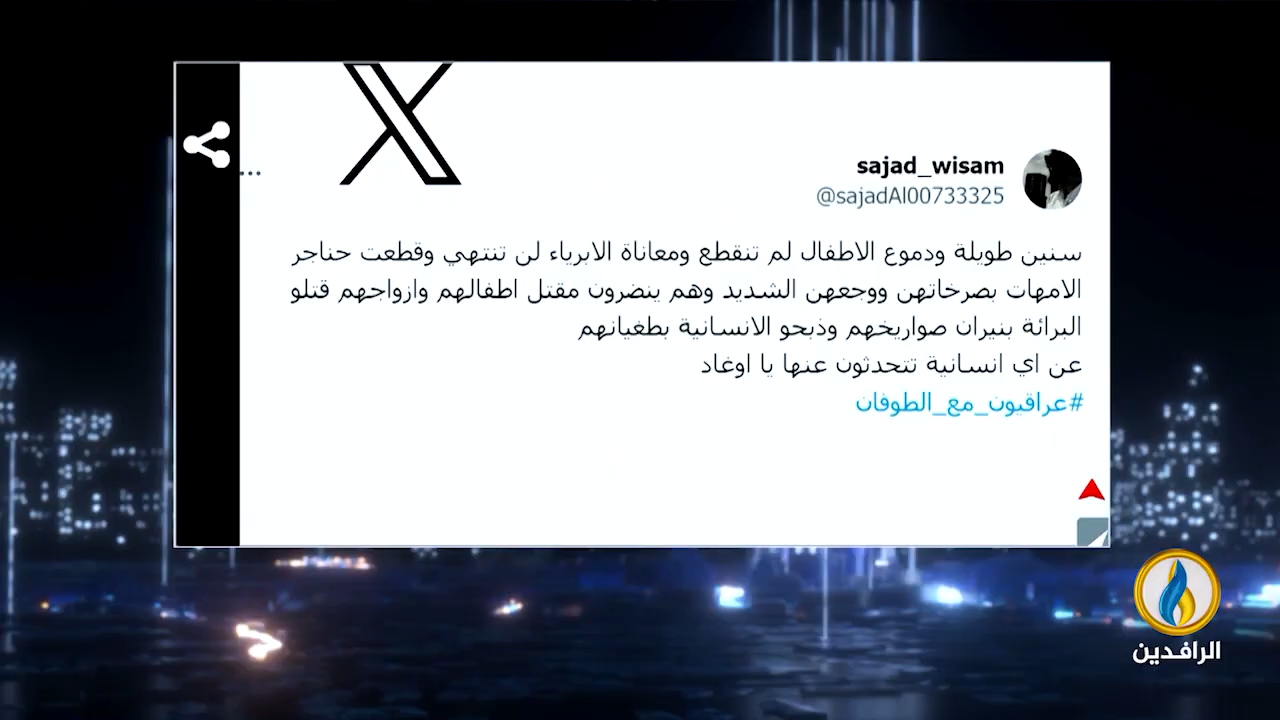 sajad_wisam
@sajadAl00733325
سنين طويلة ودموع الاطفال لم تنقطع ومعاناة الابرياء لن تنتهي وقطعت حناجر
الامهات بصرخاتهن ووجعهن الشديد وهم ينضرون مقتل اطفالهم وازواجهم قتلو
البرائة بنيران صواريخهم وذبحو الانسانية بطغيانهم
عن اي انسانية تتحدثون عنها يا اوغاد
#عراقيون_مع_الطوفان
الرافدين